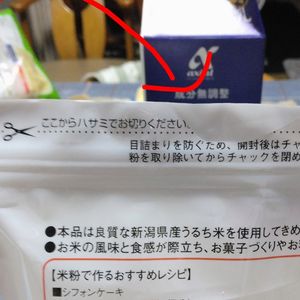 成分無調整
ここからハサミでお切りください。
目詰まりを防ぐため、開封後はチャ
粉を取り除いてからチャックを閉め
●本品は良質な新潟県産うるち米を使用してきめ
●お米の風味と食感が際立ち、お菓子づくりやお
【米粉で作るおすすめレシピ】
■シフォンケーキ